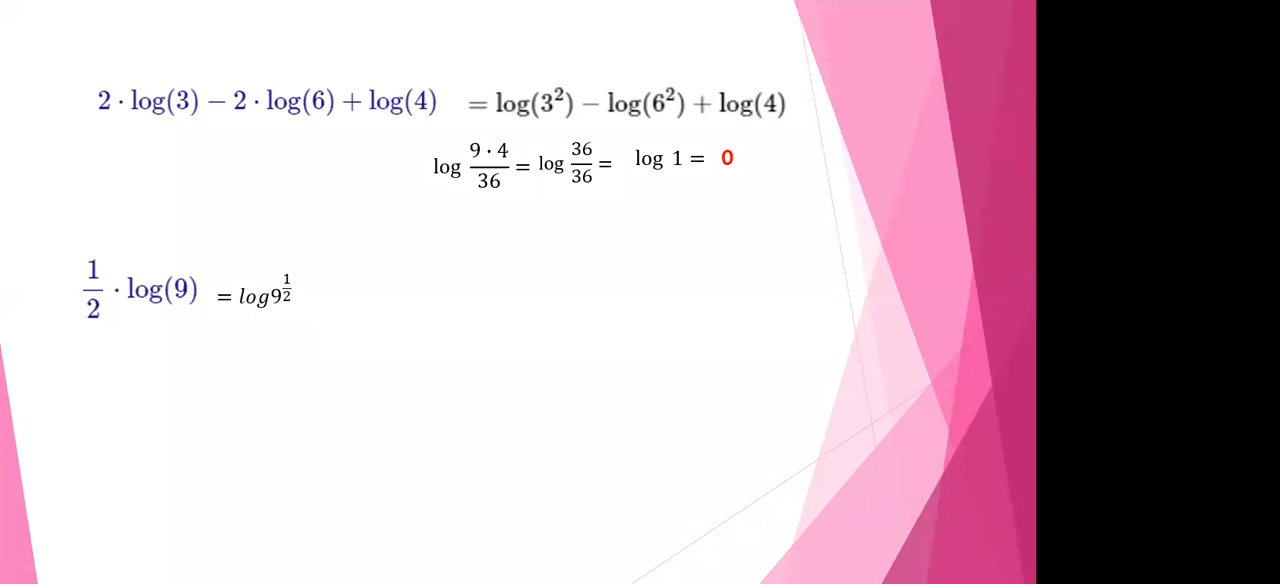 2 · log(3) − 2 · log(6) + log(4) = log(3²) − log(6²) + log(4)
log 9 · 4 / 36 = log 36 / 36 = log 1 = 0
1/2 · log(9) = log9^1/2